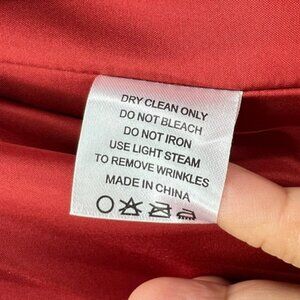 DRY CLEAN ONLY
DO NOT BLEACH
DO NOT IRON
USE LIGHT STEAM
TO REMOVE WRINKLES
MADE IN CHINA